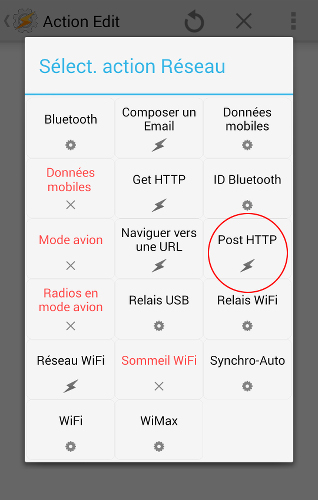 Action Edit
Sélect. action Réseau
Bluetooth
Composer un
Email
Données
mobiles
Données
mobiles
Get HTTP
ID Bluetooth
Mode avion
Naviguer vers
une URL
Post HTTP
Radios en
mode avion
Relais USB
Relais WiFi
Réseau WiFi
Sommeil WiFi
Synchro-Auto
WiFi
WiMax